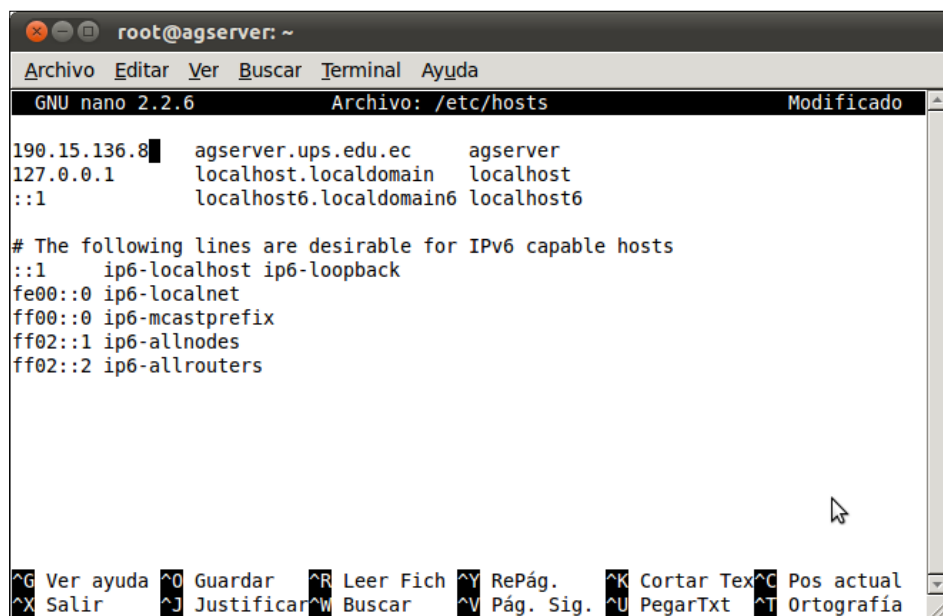 root@agserver: ~
Archivo Editar Ver Buscar Terminal Ayuda
GNU nano 2.2.6 Archivo: /etc/hosts Modificado
190.15.136.8 agserver.ups.edu.ec agserver
127.0.0.1 localhost.localdomain localhost
::1 localhost6.localdomain6 localhost6
# The following lines are desirable for IPv6 capable hosts
::1 ip6-localhost ip6-loopback
fe00::0 ip6-localnet
ff00::0 ip6-mcastprefix
ff02::1 ip6-allnodes
ff02::2 ip6-allrouters
^G Ver ayuda ^O Guardar ^R Leer Fich ^Y RePág. ^K Cortar Tex ^C Pos actual
^X Salir ^J Justificar ^W Buscar ^V Pág. Sig. ^U PegarTxt ^T Ortografía